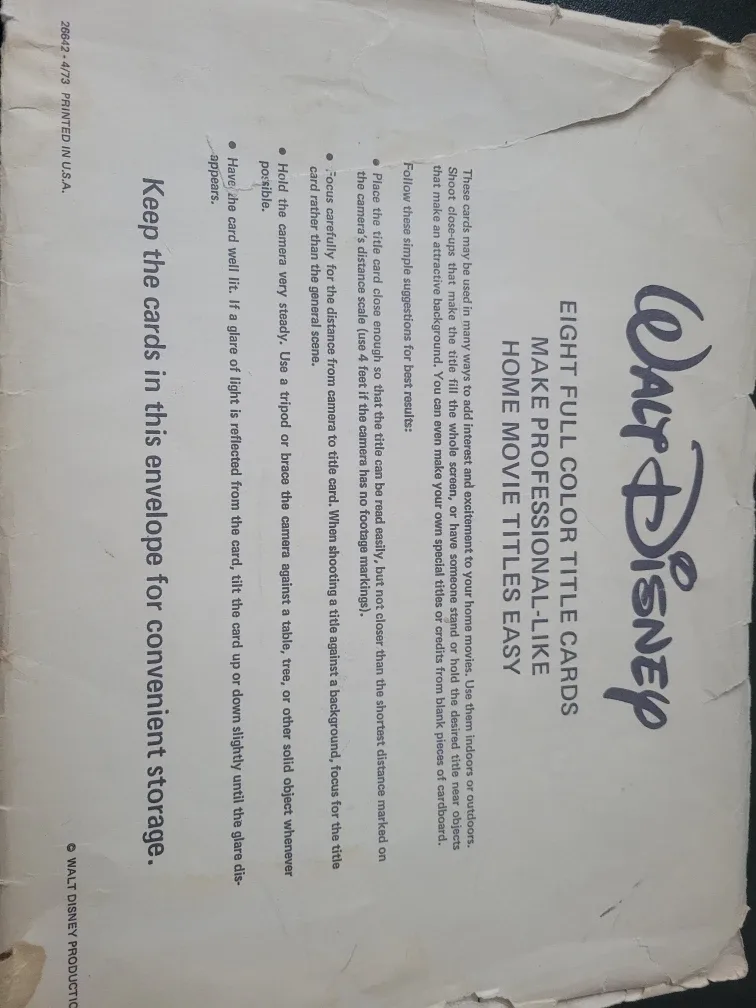 WALT DISNEY
EIGHT FULL COLOR TITLE CARDS
MAKE PROFESSIONAL-LIKE
HOME MOVIE TITLES EASY
These cards may be used in many ways to add interest and excitement to your home movies. Use them indoors or outdoors.
Shoot close-ups that make the title fill the whole screen, or have someone stand or hold the desired title near objects
that make an attractive background. You can even make your own special titles or credits from blank pieces of cardboard.
Follow these simple suggestions for best results:
• Place the title card close enough so that the title can be read easily, but not closer than the shortest distance marked on
the camera's distance scale (use 4 feet if the camera has no footage markings).
• Focus carefully for the distance from camera to title card. When shooting a title against a background, focus for the title
card rather than the general scene.
• Hold the camera very steady. Use a tripod or brace the camera against a table, tree, or other solid object whenever
possible.
• Have the card well lit. If a glare of light is reflected from the card, tilt the card up or down slightly until the glare dis-
appears.
Keep the cards in this envelope for convenient storage.
26642 • 4/73 PRINTED IN U.S.A.
© WALT DISNEY PRODUCTIO